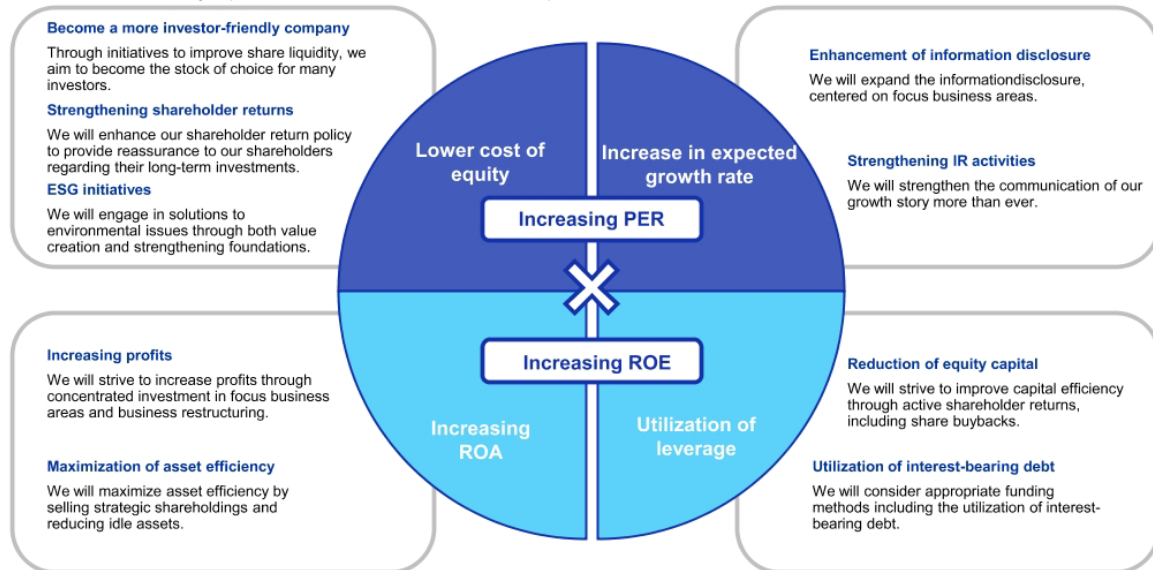 Become a more investor-friendly company
Through initiatives to improve share liquidity, we
aim to become the stock of choice for many
investors.
Strengthening shareholder returns
We will enhance our shareholder return policy
to provide reassurance to our shareholders
regarding their long-term investments.
ESG initiatives
We will engage in solutions to
environmental issues through both value
creation and strengthening foundations.
Lower cost of
equity
Increase in expected
growth rate
Increasing PER
Enhancement of information disclosure
We will expand the informationdisclosure,
centered on focus business areas.
Strengthening IR activities
We will strengthen the communication of our
growth story more than ever.
Increasing profits
We will strive to increase profits through
concentrated investment in focus business
areas and business restructuring.
Maximization of asset efficiency
We will maximize asset efficiency by
selling strategic shareholdings and
reducing idle assets.
Increasing ROE
Increasing
ROA
Utilization of
leverage
Reduction of equity capital
We will strive to improve capital efficiency
through active shareholder returns,
including share buybacks.
Utilization of interest-bearing debt
We will consider appropriate funding
methods including the utilization of interest-
bearing debt.